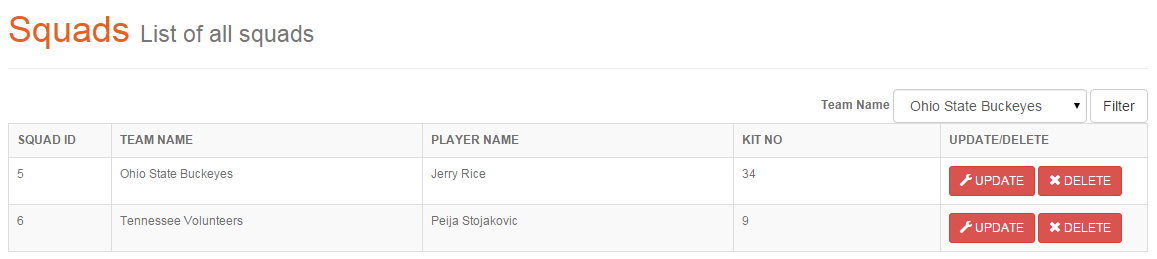 Squads List of all squads
Team Name Ohio State Buckeyes Filter
SQUAD ID TEAM NAME PLAYER NAME KIT NO UPDATE/DELETE
5 Ohio State Buckeyes Jerry Rice 34 UPDATE DELETE
6 Tennessee Volunteers Peija Stojakovic 9 UPDATE DELETE